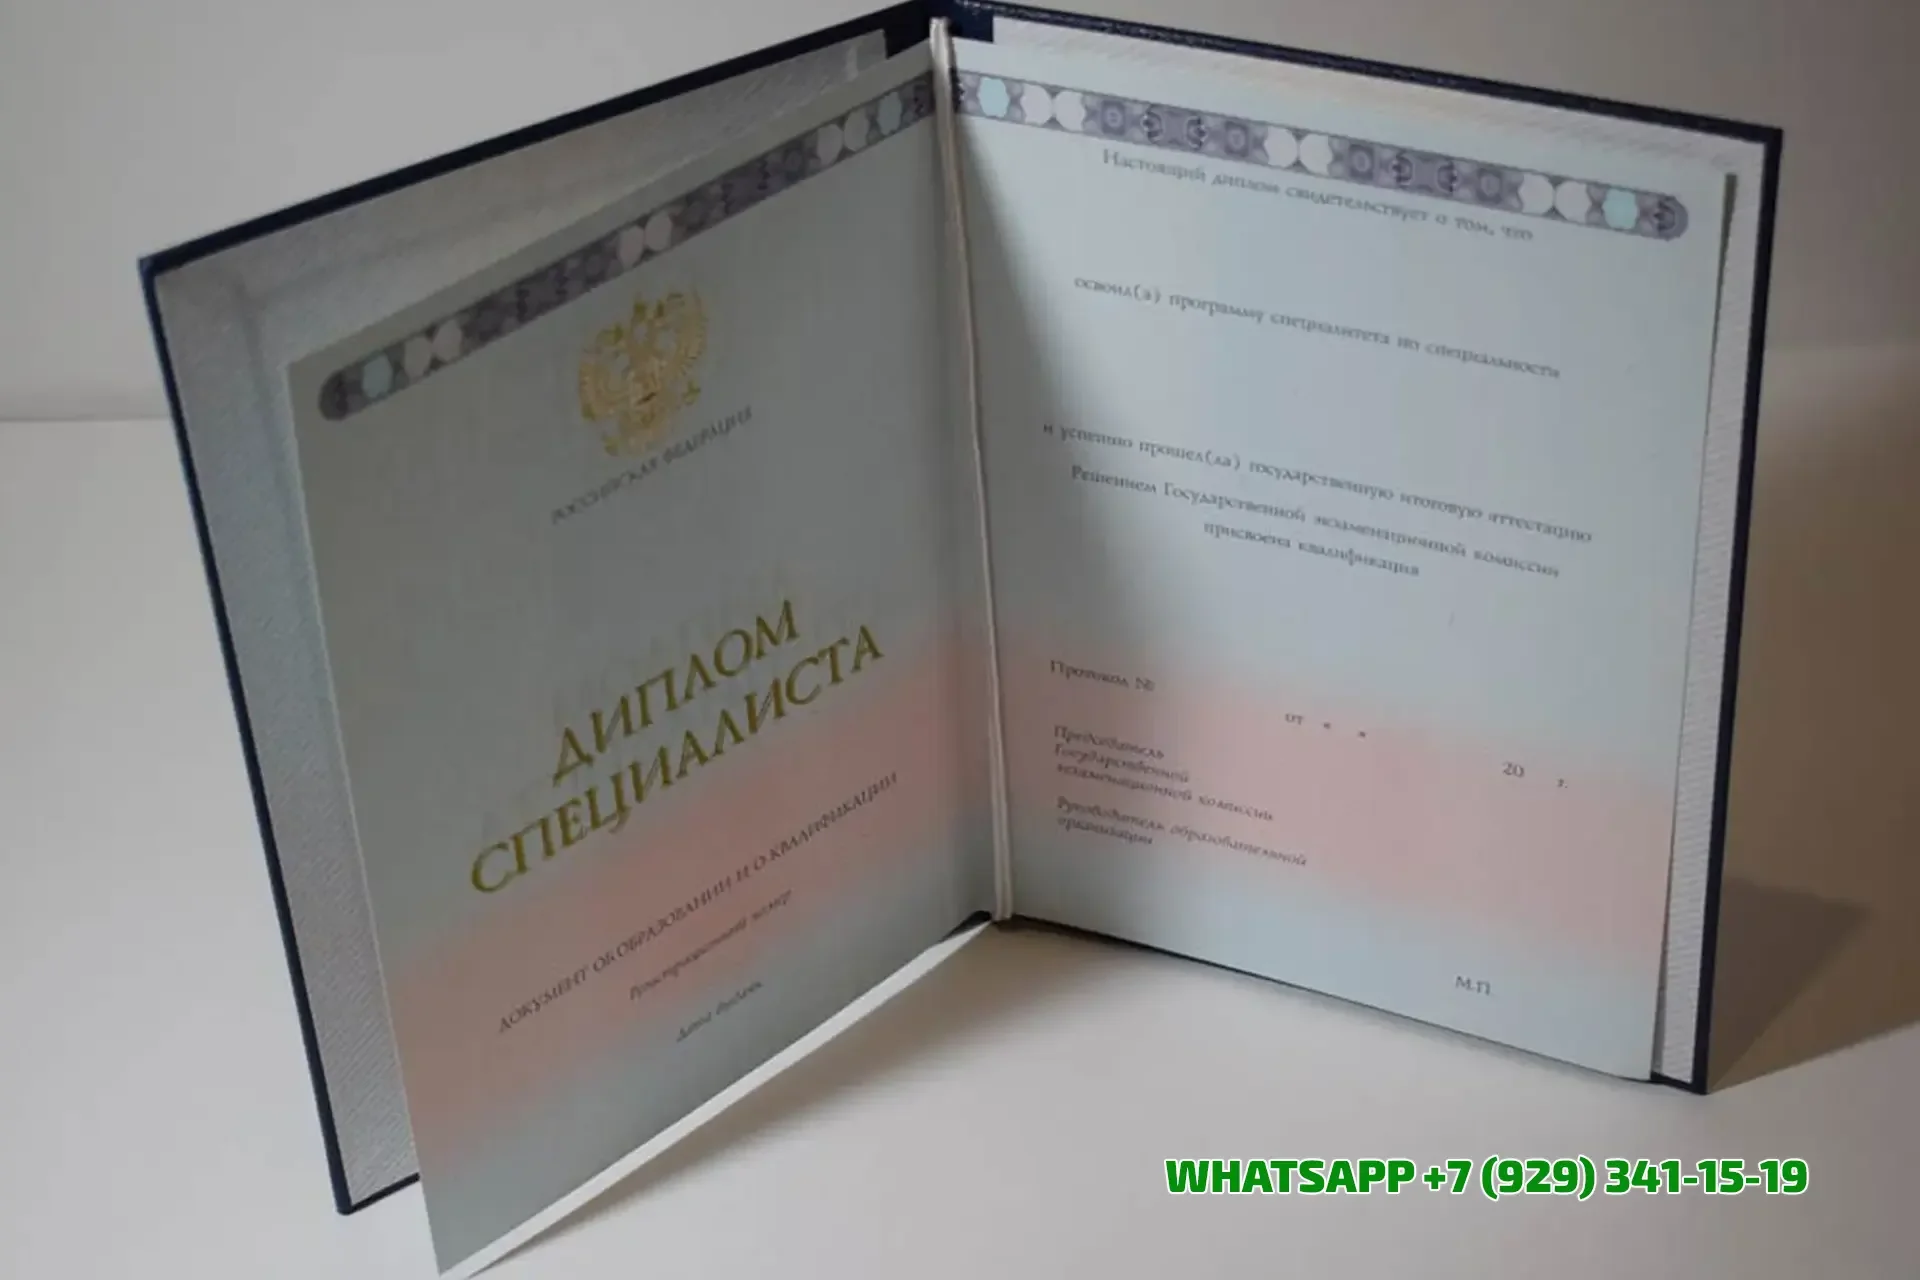 РОССИЙСКАЯ ФЕДЕРАЦИЯ
ДИПЛОМ
СПЕЦИАЛИСТА
ДОКУМЕНТ ОБ ОБРАЗОВАНИИ И О КВАЛИФИКАЦИИ
Регистрационный номер
Дата выдачи
Настоящий диплом свидетельствует о том, что
освоил(а) программу специалитета по специальности
и успешно прошел(ла) государственную итоговую аттестацию
Решением Государственной экзаменационной комиссии
присвоена квалификация
Протокол №
от « »
20 г.
Председатель
Государственной
экзаменационной комиссии
Руководитель образовательной
организации
М.П.
WHATSAPP +7 (929) 341-15-19